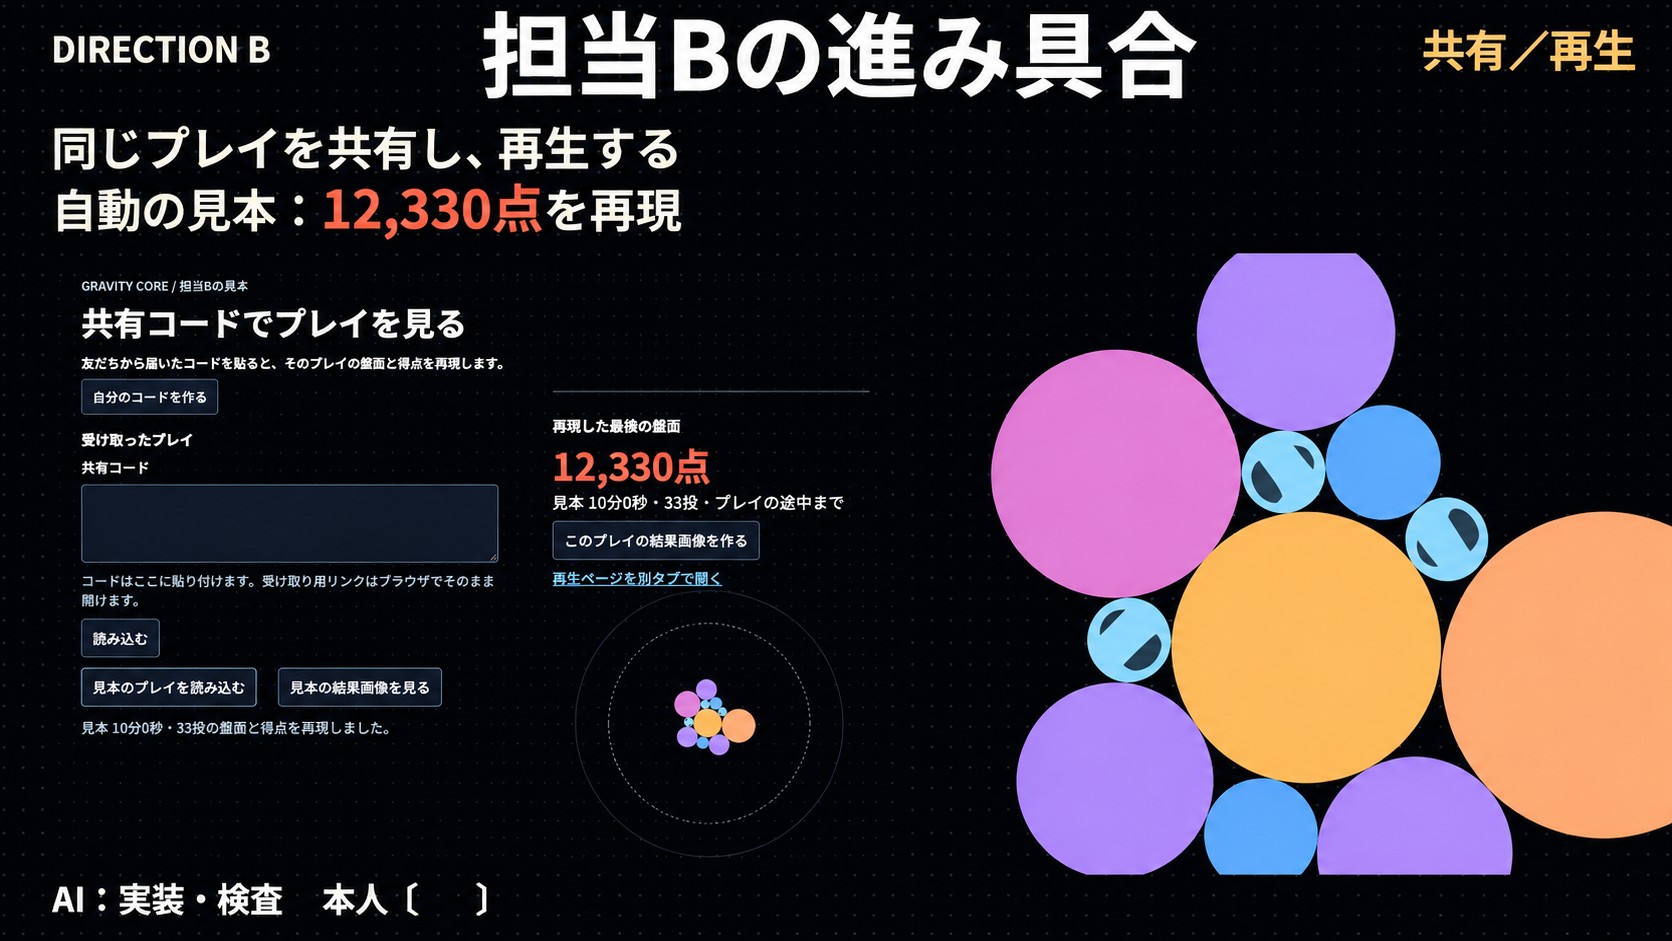 DIRECTION B
担当Bの進み具合
共有／再生
同じプレイを共有し、再生する
自動の見本：12,330点を再現
GRAVITY CORE / 担当Bの見本
共有コードでプレイを見る
友だちから届いたコードを貼ると、そのプレイの盤面と得点を再現します。
自分のコードを作る
受け取ったプレイ
共有コード
コードはここに貼り付けます。受け取り用リンクはブラウザでそのまま
開けます。
読み込む
見本のプレイを読み込む
見本の結果画像を見る
見本 10分0秒・33投の盤面と得点を再現しました。
再現した最後の盤面
12,330点
見本 10分0秒・33投・プレイの途中まで
このプレイの結果画像を作る
再生ページを別タブで開く
AI：実装・検査　本人〔　　〕